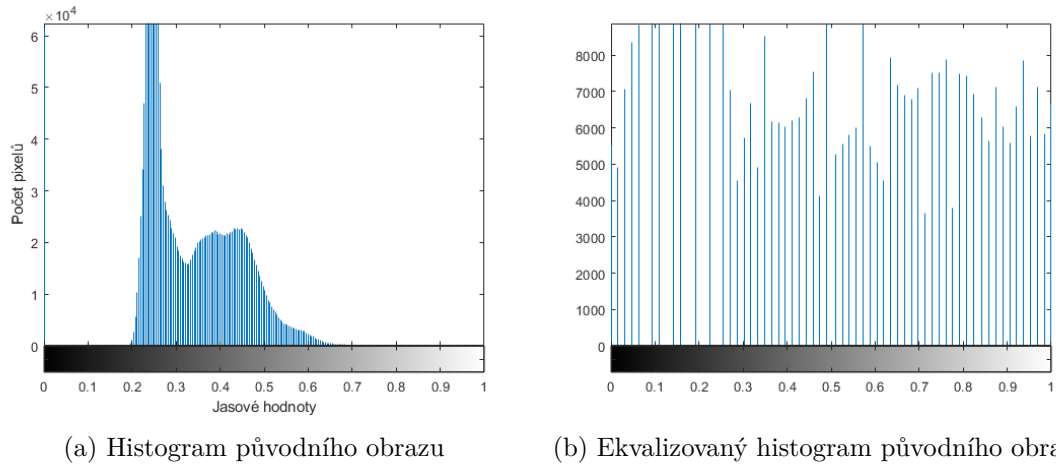 ×10⁴
6
5
4
3
2
1
0
Počet pixelů
0 0.1 0.2 0.3 0.4 0.5 0.6 0.7 0.8 0.9 1
Jasové hodnoty
(a) Histogram původního obrazu
8000
7000
6000
5000
4000
3000
2000
1000
0
0 0.1 0.2 0.3 0.4 0.5 0.6 0.7 0.8 0.9 1
(b) Ekvalizovaný histogram původního obra